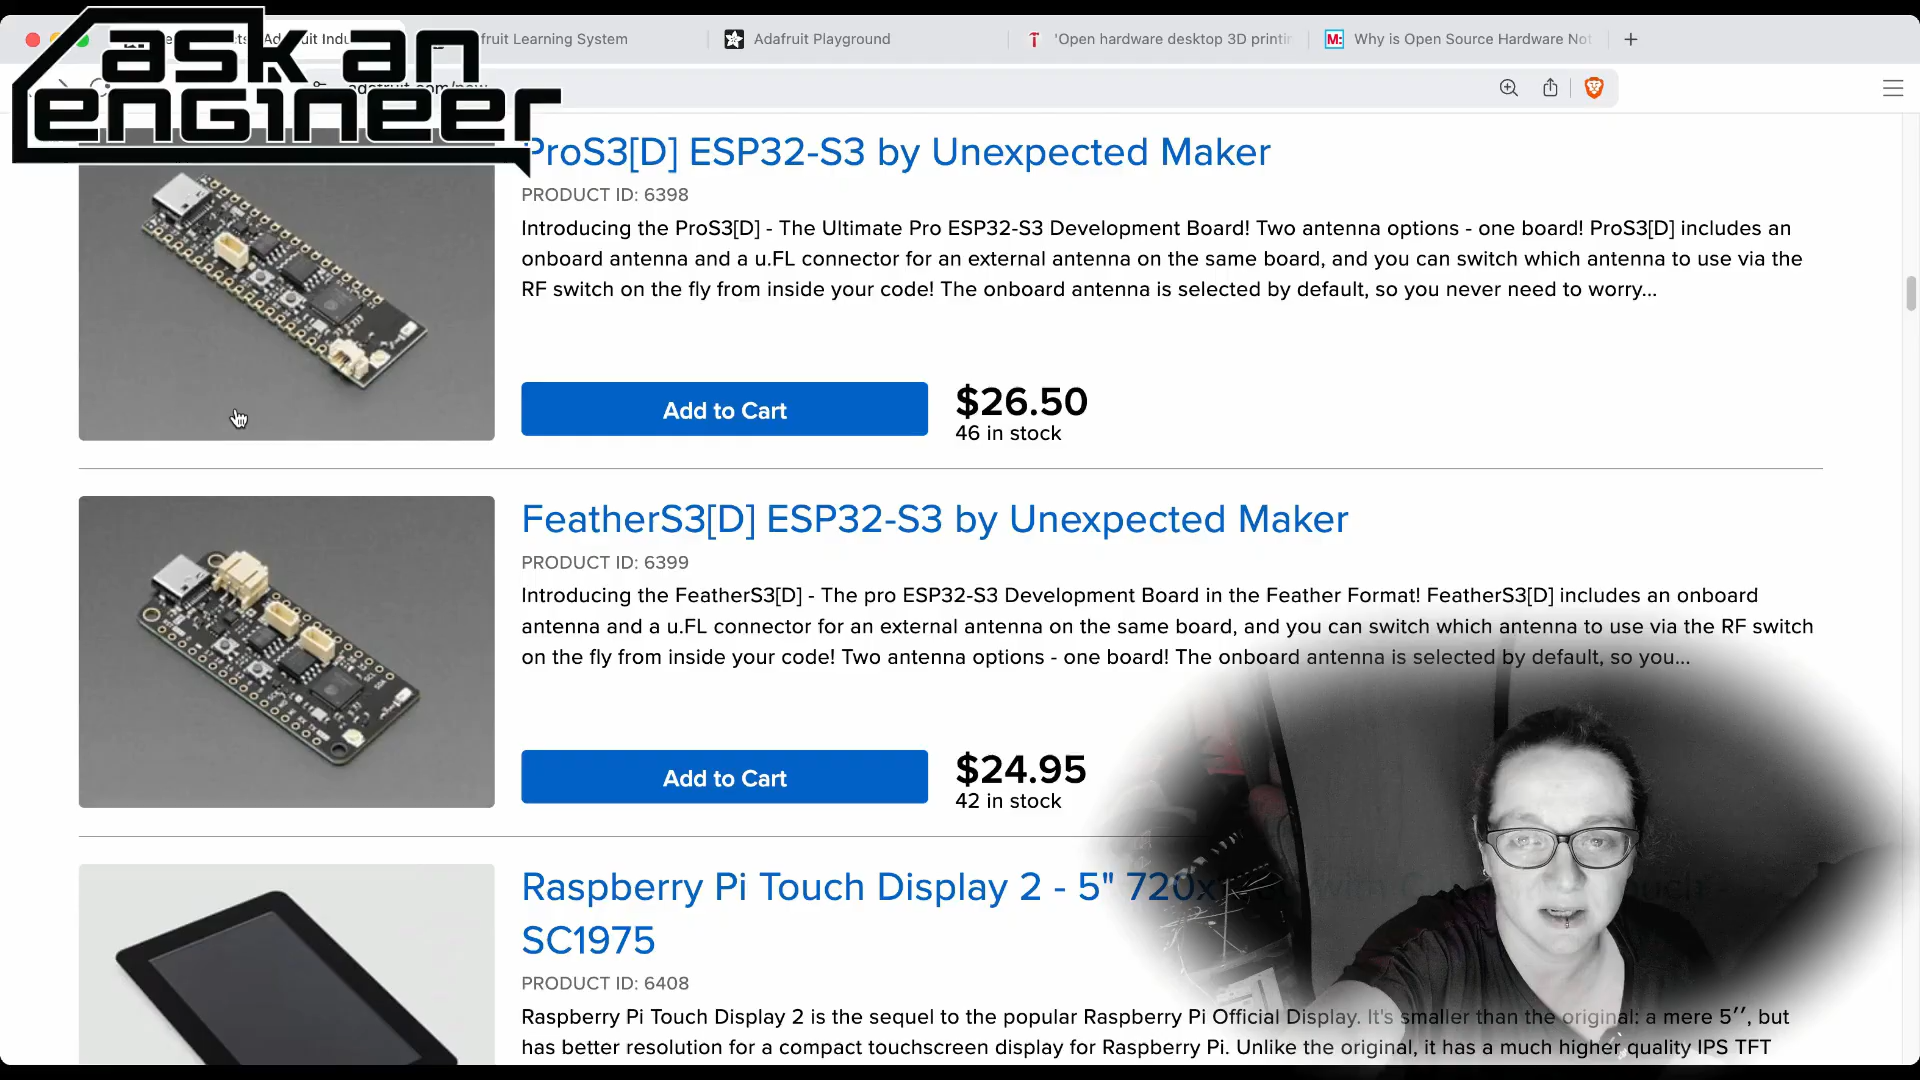 ask an
engineer
fruit Learning System
Adafruit Playground
'Open hardware desktop 3D printin
M: Why is Open Source Hardware Not
ProS3[D] ESP32-S3 by Unexpected Maker
PRODUCT ID: 6398
Introducing the ProS3[D] - The Ultimate Pro ESP32-S3 Development Board! Two antenna options - one board! ProS3[D] includes an
onboard antenna and a u.FL connector for an external antenna on the same board, and you can switch which antenna to use via the
RF switch on the fly from inside your code! The onboard antenna is selected by default, so you never need to worry...
Add to Cart
$26.50
46 in stock
FeatherS3[D] ESP32-S3 by Unexpected Maker
PRODUCT ID: 6399
Introducing the FeatherS3[D] - The pro ESP32-S3 Development Board in the Feather Format! FeatherS3[D] includes an onboard
antenna and a u.FL connector for an external antenna on the same board, and you can switch which antenna to use via the RF switch
on the fly from inside your code! Two antenna options - one board! The onboard antenna is selected by default, so you...
Add to Cart
$24.95
42 in stock
Raspberry Pi Touch Display 2 - 5" 720x
SC1975
PRODUCT ID: 6408
Raspberry Pi Touch Display 2 is the sequel to the popular Raspberry Pi Official Display. It's smaller than the original: a mere 5′′, but
has better resolution for a compact touchscreen display for Raspberry Pi. Unlike the original, it has a much higher quality IPS TFT